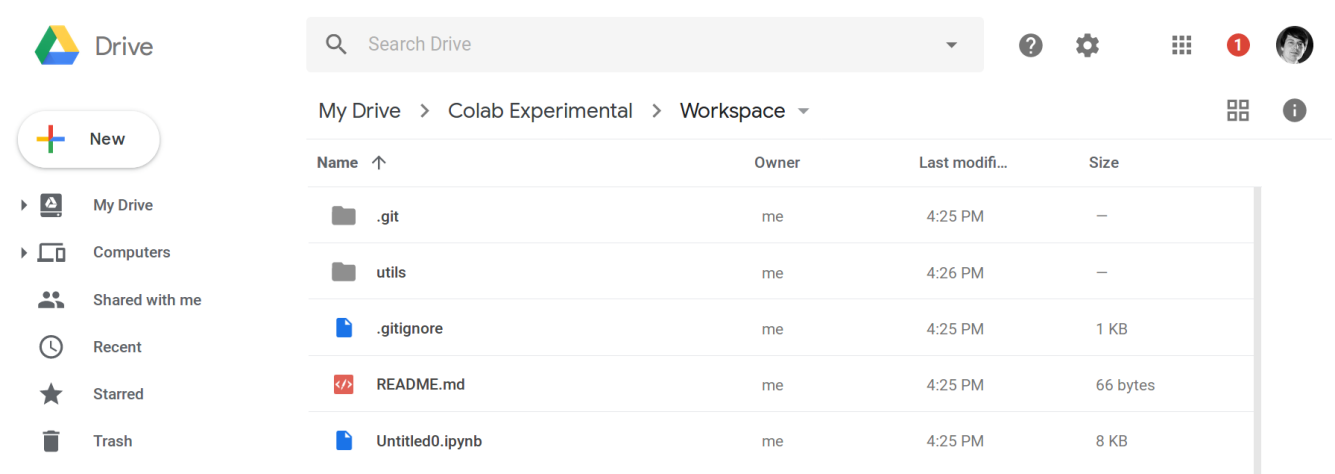 Drive
Search Drive
1
My Drive Colab Experimental Workspace
New
Name Owner Last modifi... Size
My Drive
Computers
Shared with me
Recent
Starred
Trash
.git me 4:25 PM —
utils me 4:26 PM —
.gitignore me 4:25 PM 1 KB
README.md me 4:25 PM 66 bytes
Untitled0.ipynb me 4:25 PM 8 KB